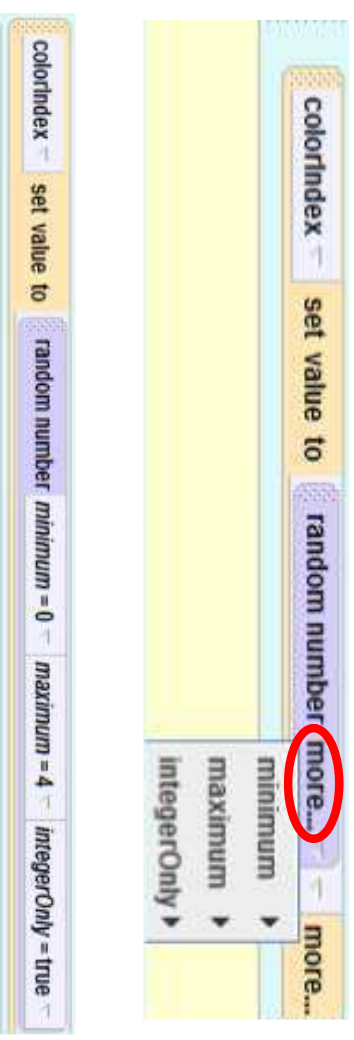 colorIndex set value to random number more... more...
minimum
maximum
integerOnly
colorIndex set value to random number minimum = 0 maximum = 4 integerOnly = true